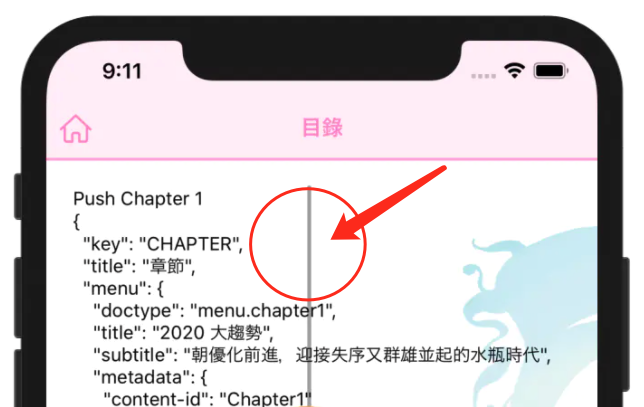 9:11
目錄
Push Chapter 1
{
"key": "CHAPTER",
"title": "章節",
"menu": {
"doctype": "menu.chapter1",
"title": "2020 大趨勢",
"subtitle": "朝優化前進，迎接失序又群雄並起的水瓶時代",
"metadata": {
"content-id": "Chapter1"